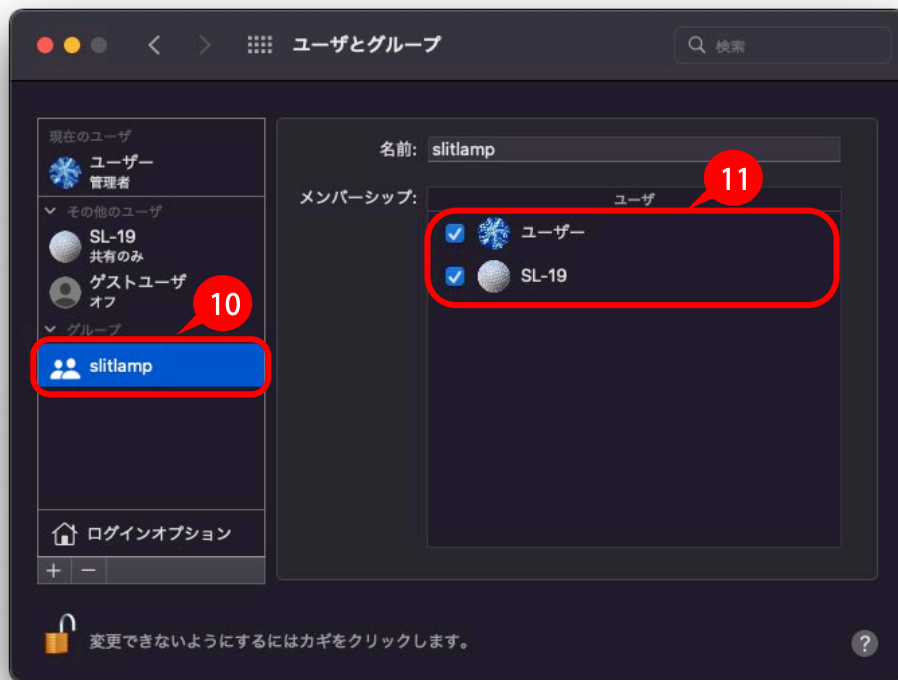 ユーザとグループ
検索
現在のユーザ
ユーザー
管理者
その他のユーザ
SL-19
共有のみ
ゲストユーザ
オフ
グループ
slitlamp
ログインオプション
+ −
名前: slitlamp
メンバーシップ:
ユーザ
ユーザー
SL-19
10
11
変更できないようにするにはカギをクリックします。
?